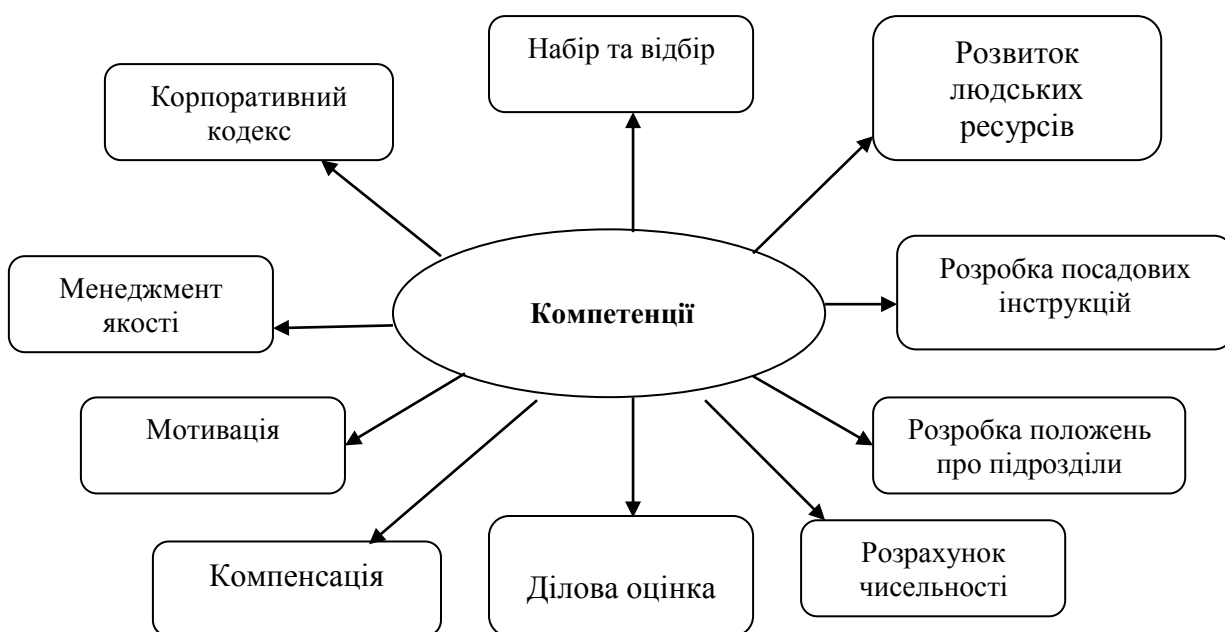 Набір та відбір
Розвиток
людських
ресурсів
Корпоративний
кодекс
Менеджмент
якості
Розробка посадових
інструкцій
Компетенції
Мотивація
Розробка положень
про підрозділи
Компенсація
Ділова оцінка
Розрахунок
чисельності